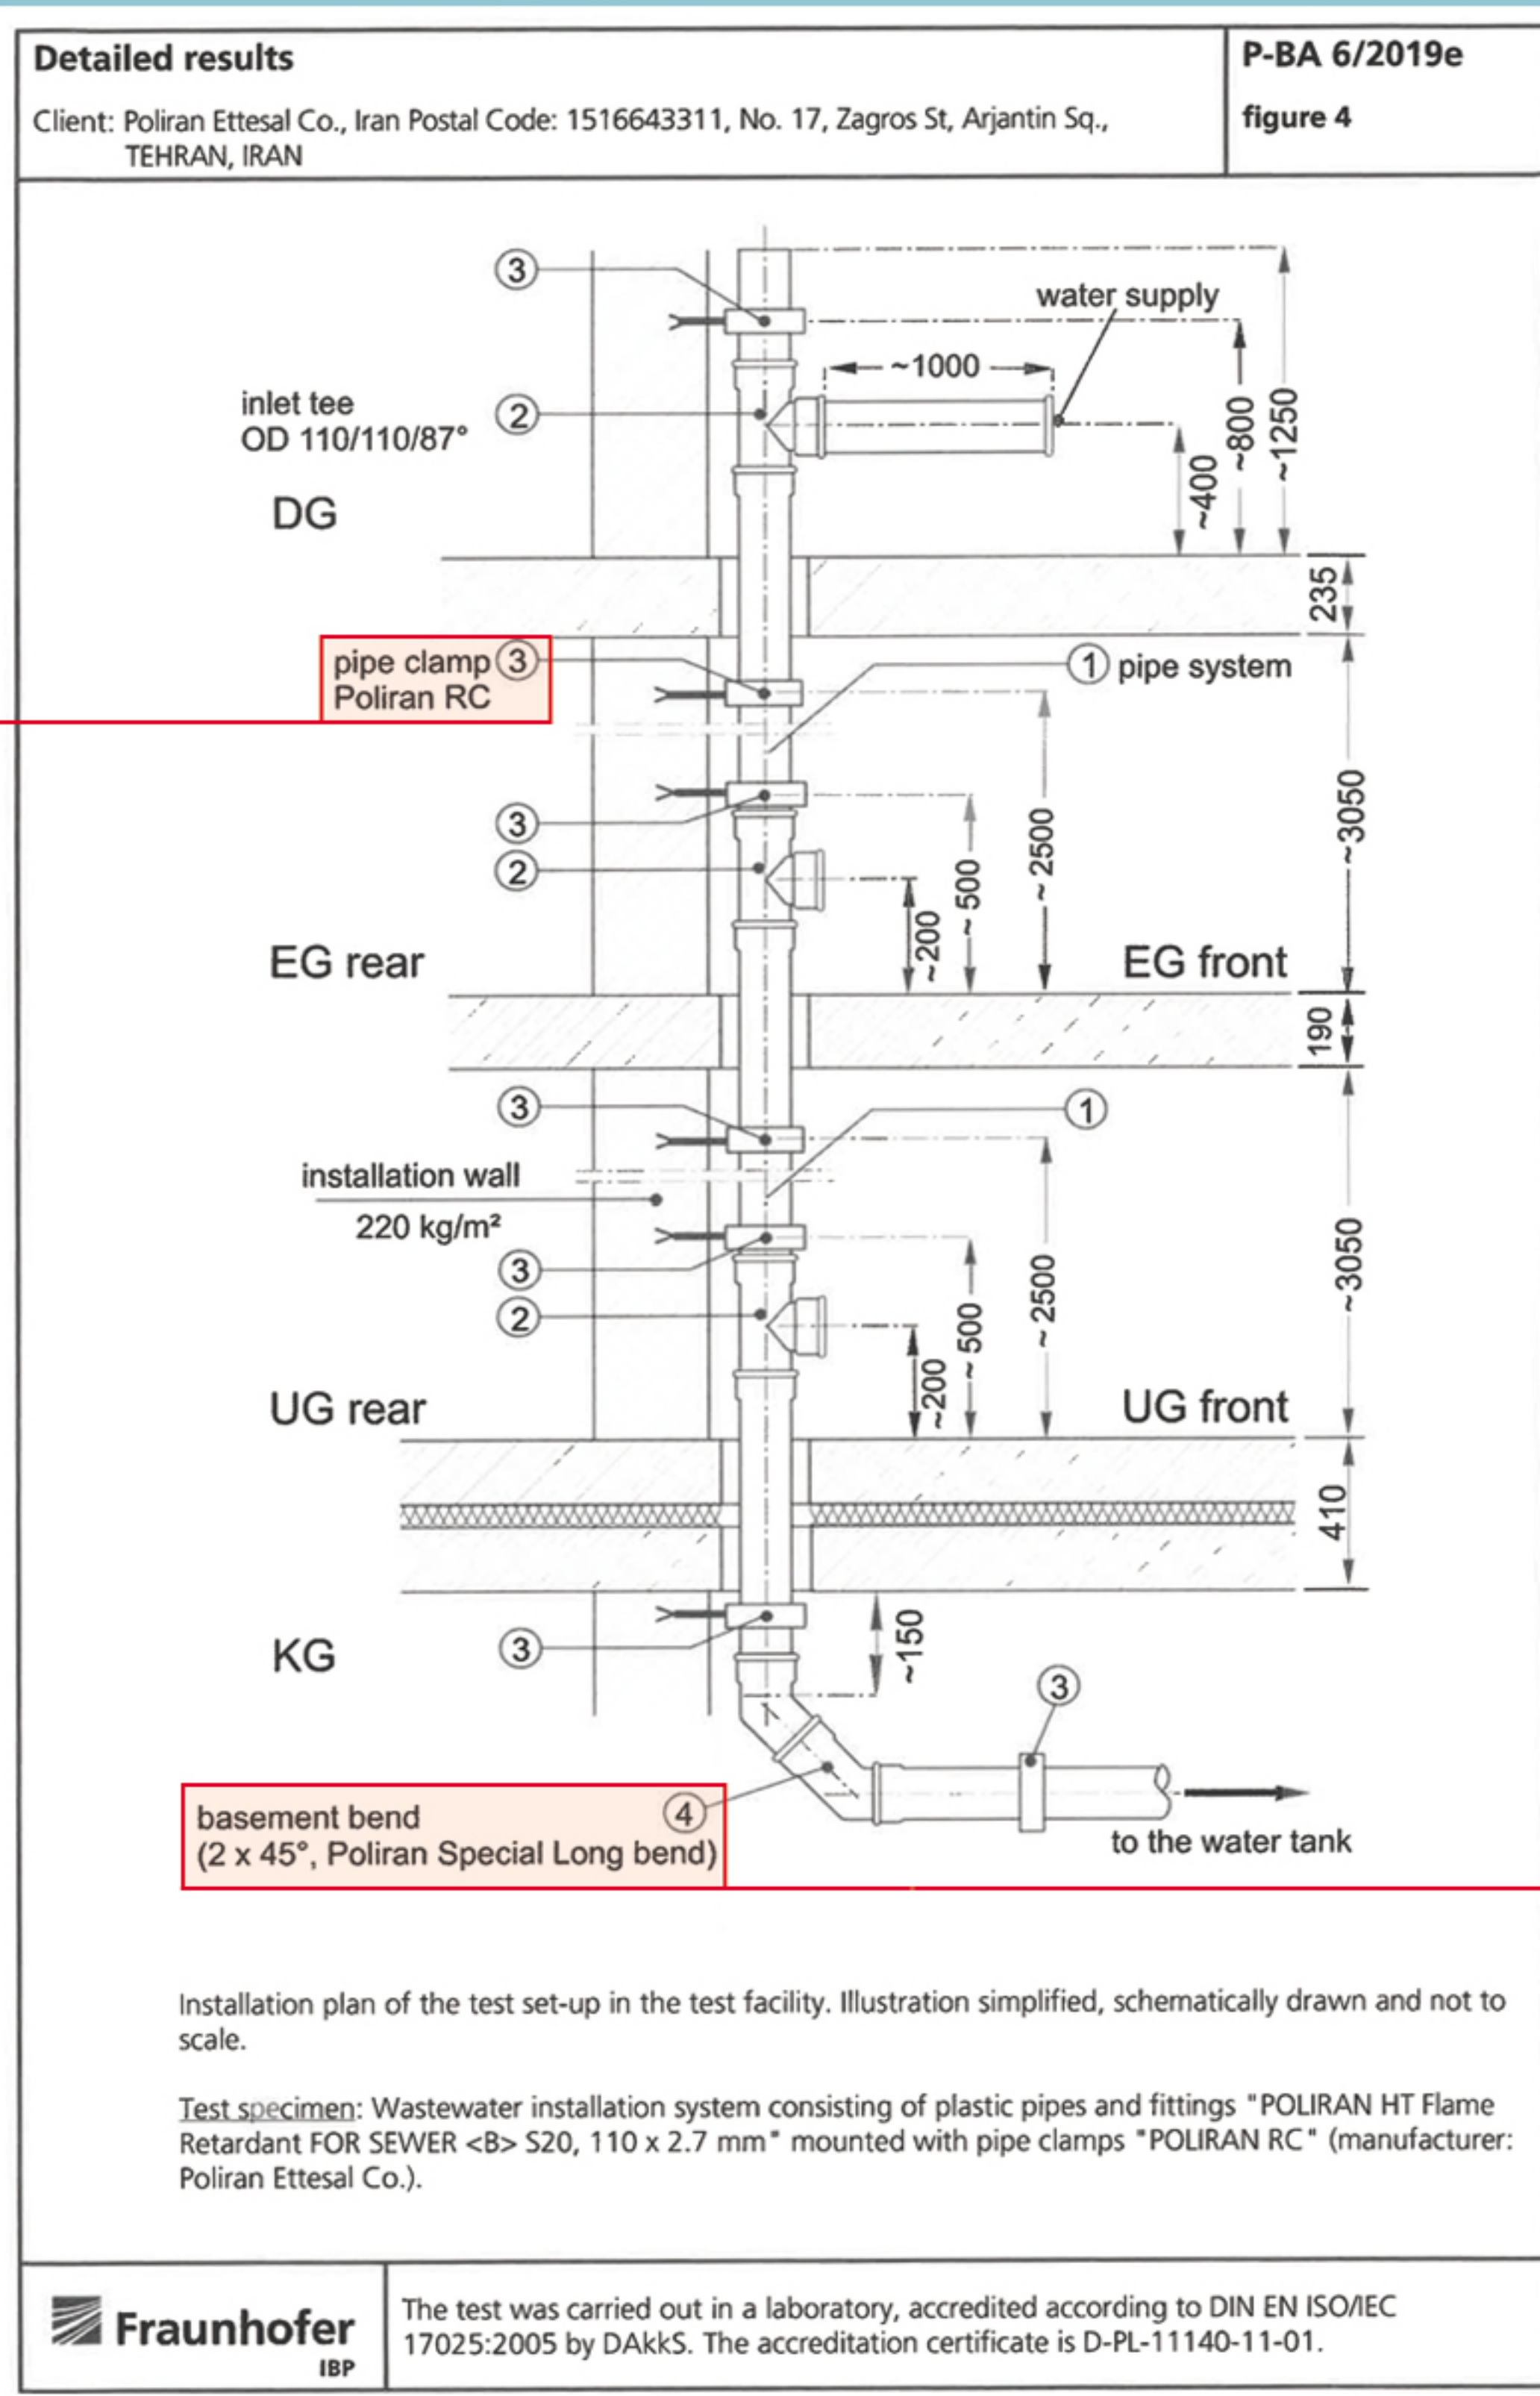 Detailed results
P-BA 6/2019e
Client: Poliran Ettesal Co., Iran Postal Code: 1516643311, No. 17, Zagros St, Arjantin Sq.,
TEHRAN, IRAN
figure 4
3
water supply
~1000
inlet tee
OD 110/110/87°
2
~400
~800
~1250
DG
235
pipe clamp 3
Poliran RC
1 pipe system
3
2
~200
~ 500
~ 2500
~3050
EG rear
EG front
190
3
1
installation wall
220 kg/m²
3
2
~200
~ 500
~ 2500
~3050
UG rear
UG front
410
KG
3
~150
3
basement bend 4
(2 x 45°, Poliran Special Long bend)
to the water tank
Installation plan of the test set-up in the test facility. Illustration simplified, schematically drawn and not to
scale.
Test specimen: Wastewater installation system consisting of plastic pipes and fittings "POLIRAN HT Flame
Retardant FOR SEWER <B> S20, 110 x 2.7 mm" mounted with pipe clamps "POLIRAN RC" (manufacturer:
Poliran Ettesal Co.).
Fraunhofer
IBP
The test was carried out in a laboratory, accredited according to DIN EN ISO/IEC
17025:2005 by DAkkS. The accreditation certificate is D-PL-11140-11-01.